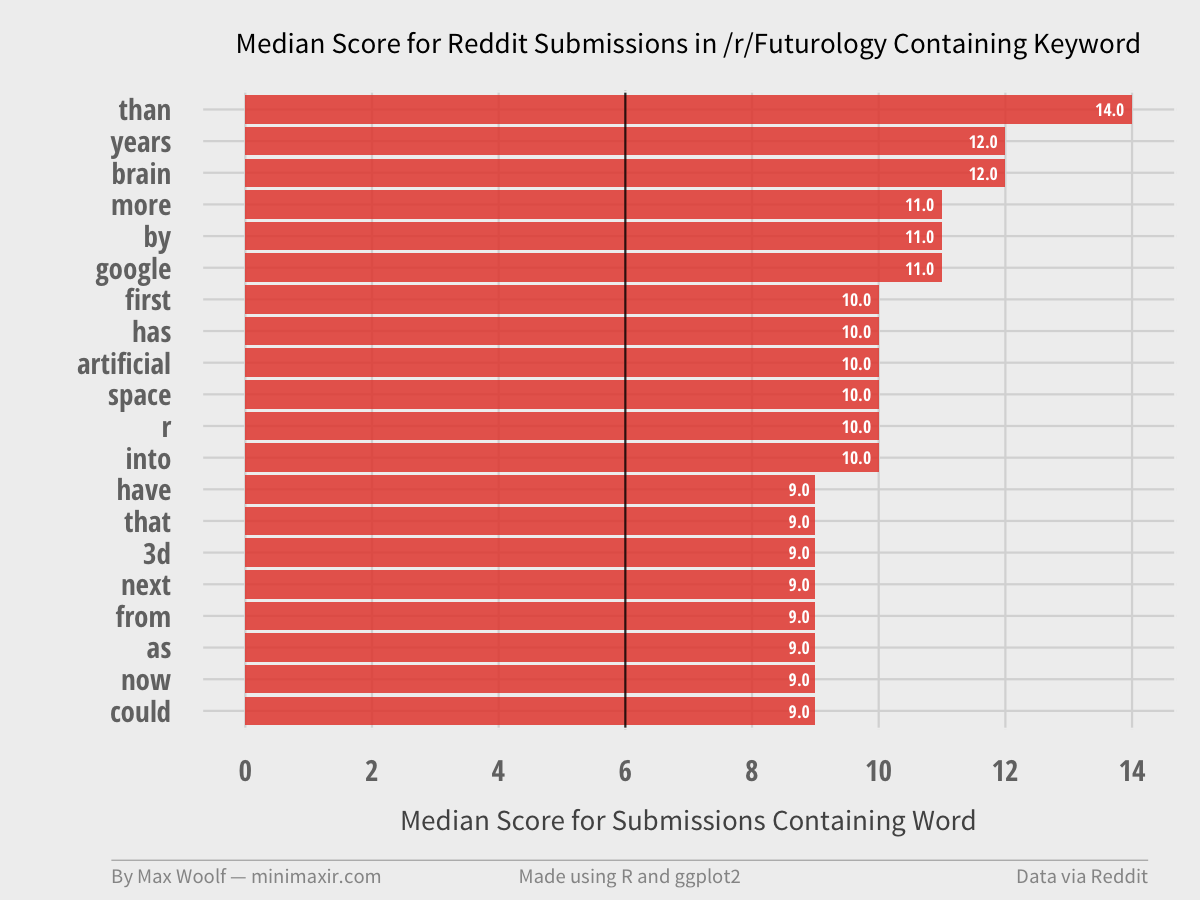 Median Score for Reddit Submissions in /r/Futurology Containing Keyword
than 14.0
years 12.0
brain 12.0
more 11.0
by 11.0
google 11.0
first 10.0
has 10.0
artificial 10.0
space 10.0
r 10.0
into 10.0
have 9.0
that 9.0
3d 9.0
next 9.0
from 9.0
as 9.0
now 9.0
could 9.0
0 2 4 6 8 10 12 14
Median Score for Submissions Containing Word
By Max Woolf — minimaxir.com Made using R and ggplot2 Data via Reddit